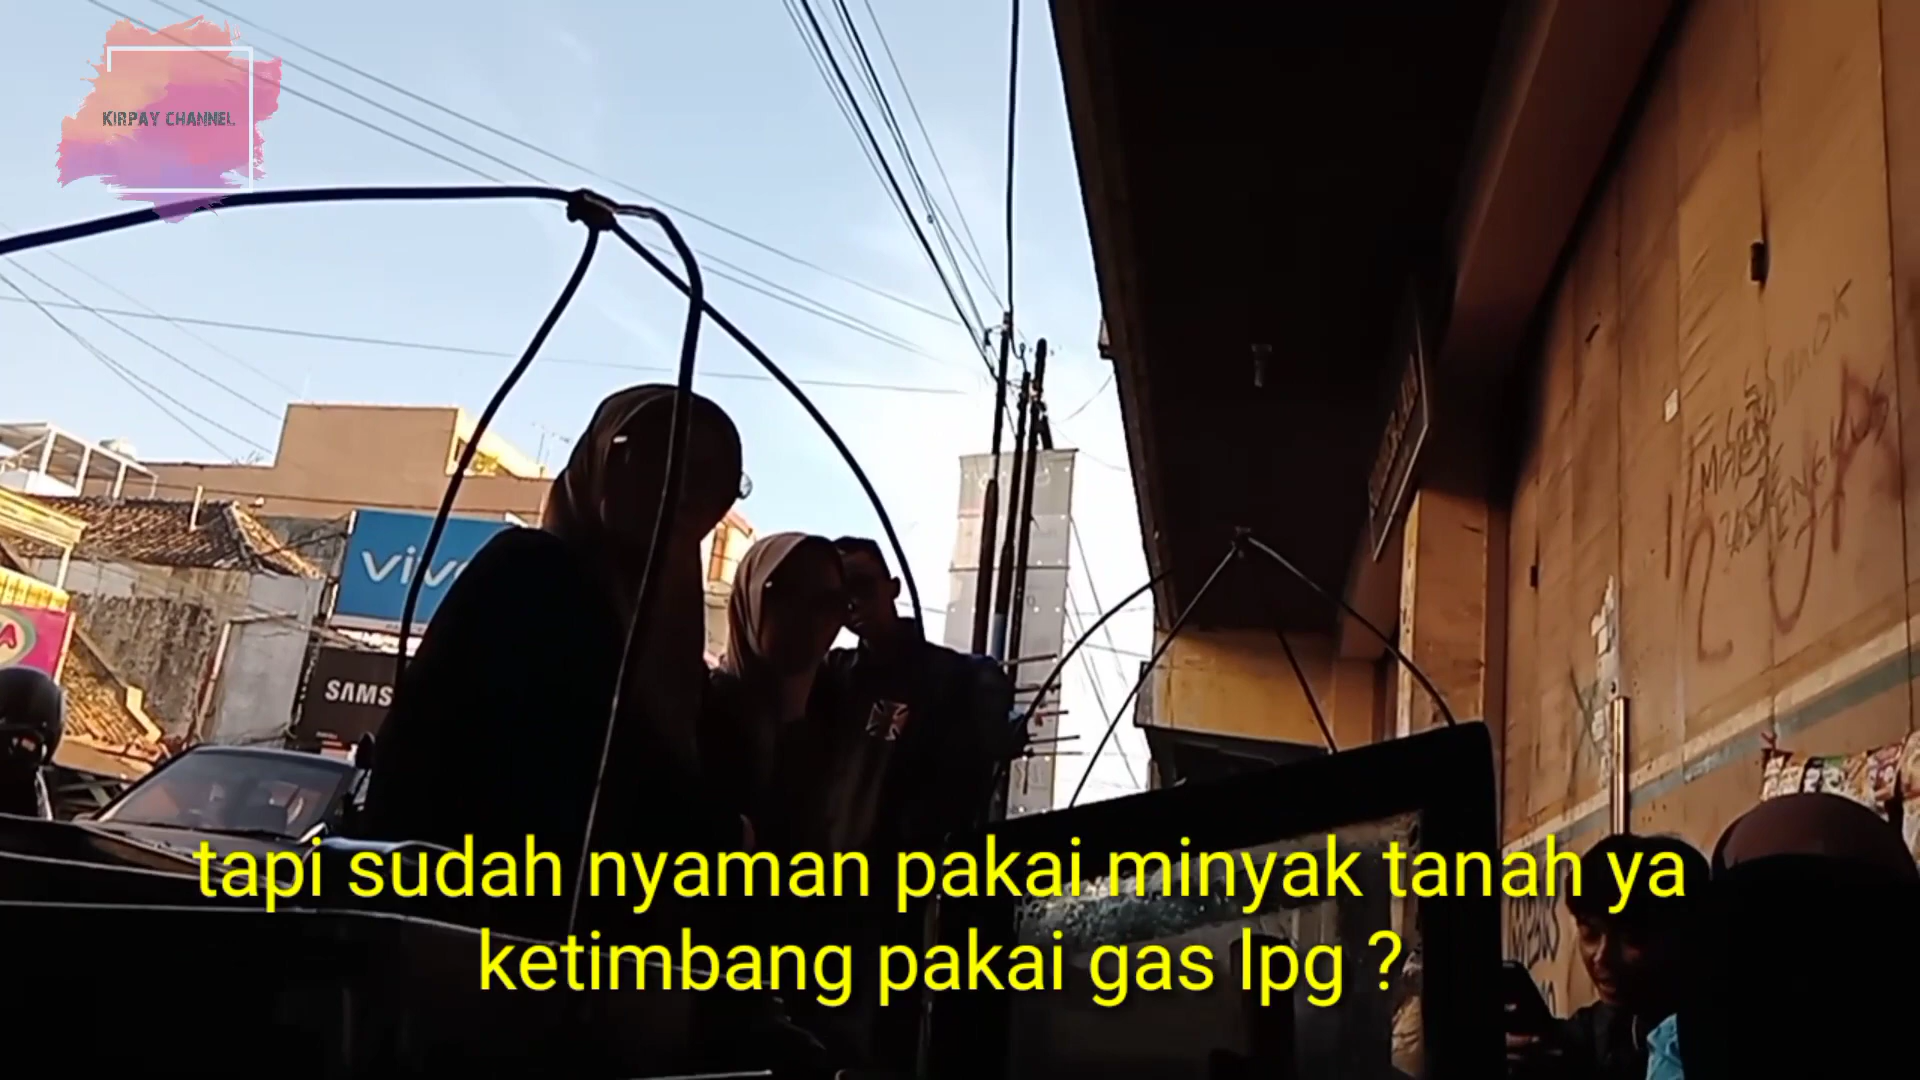 KIRPAY CHANNEL
vivo
SAMS
A
tapi sudah nyaman pakai minyak tanah ya
ketimbang pakai gas lpg ?